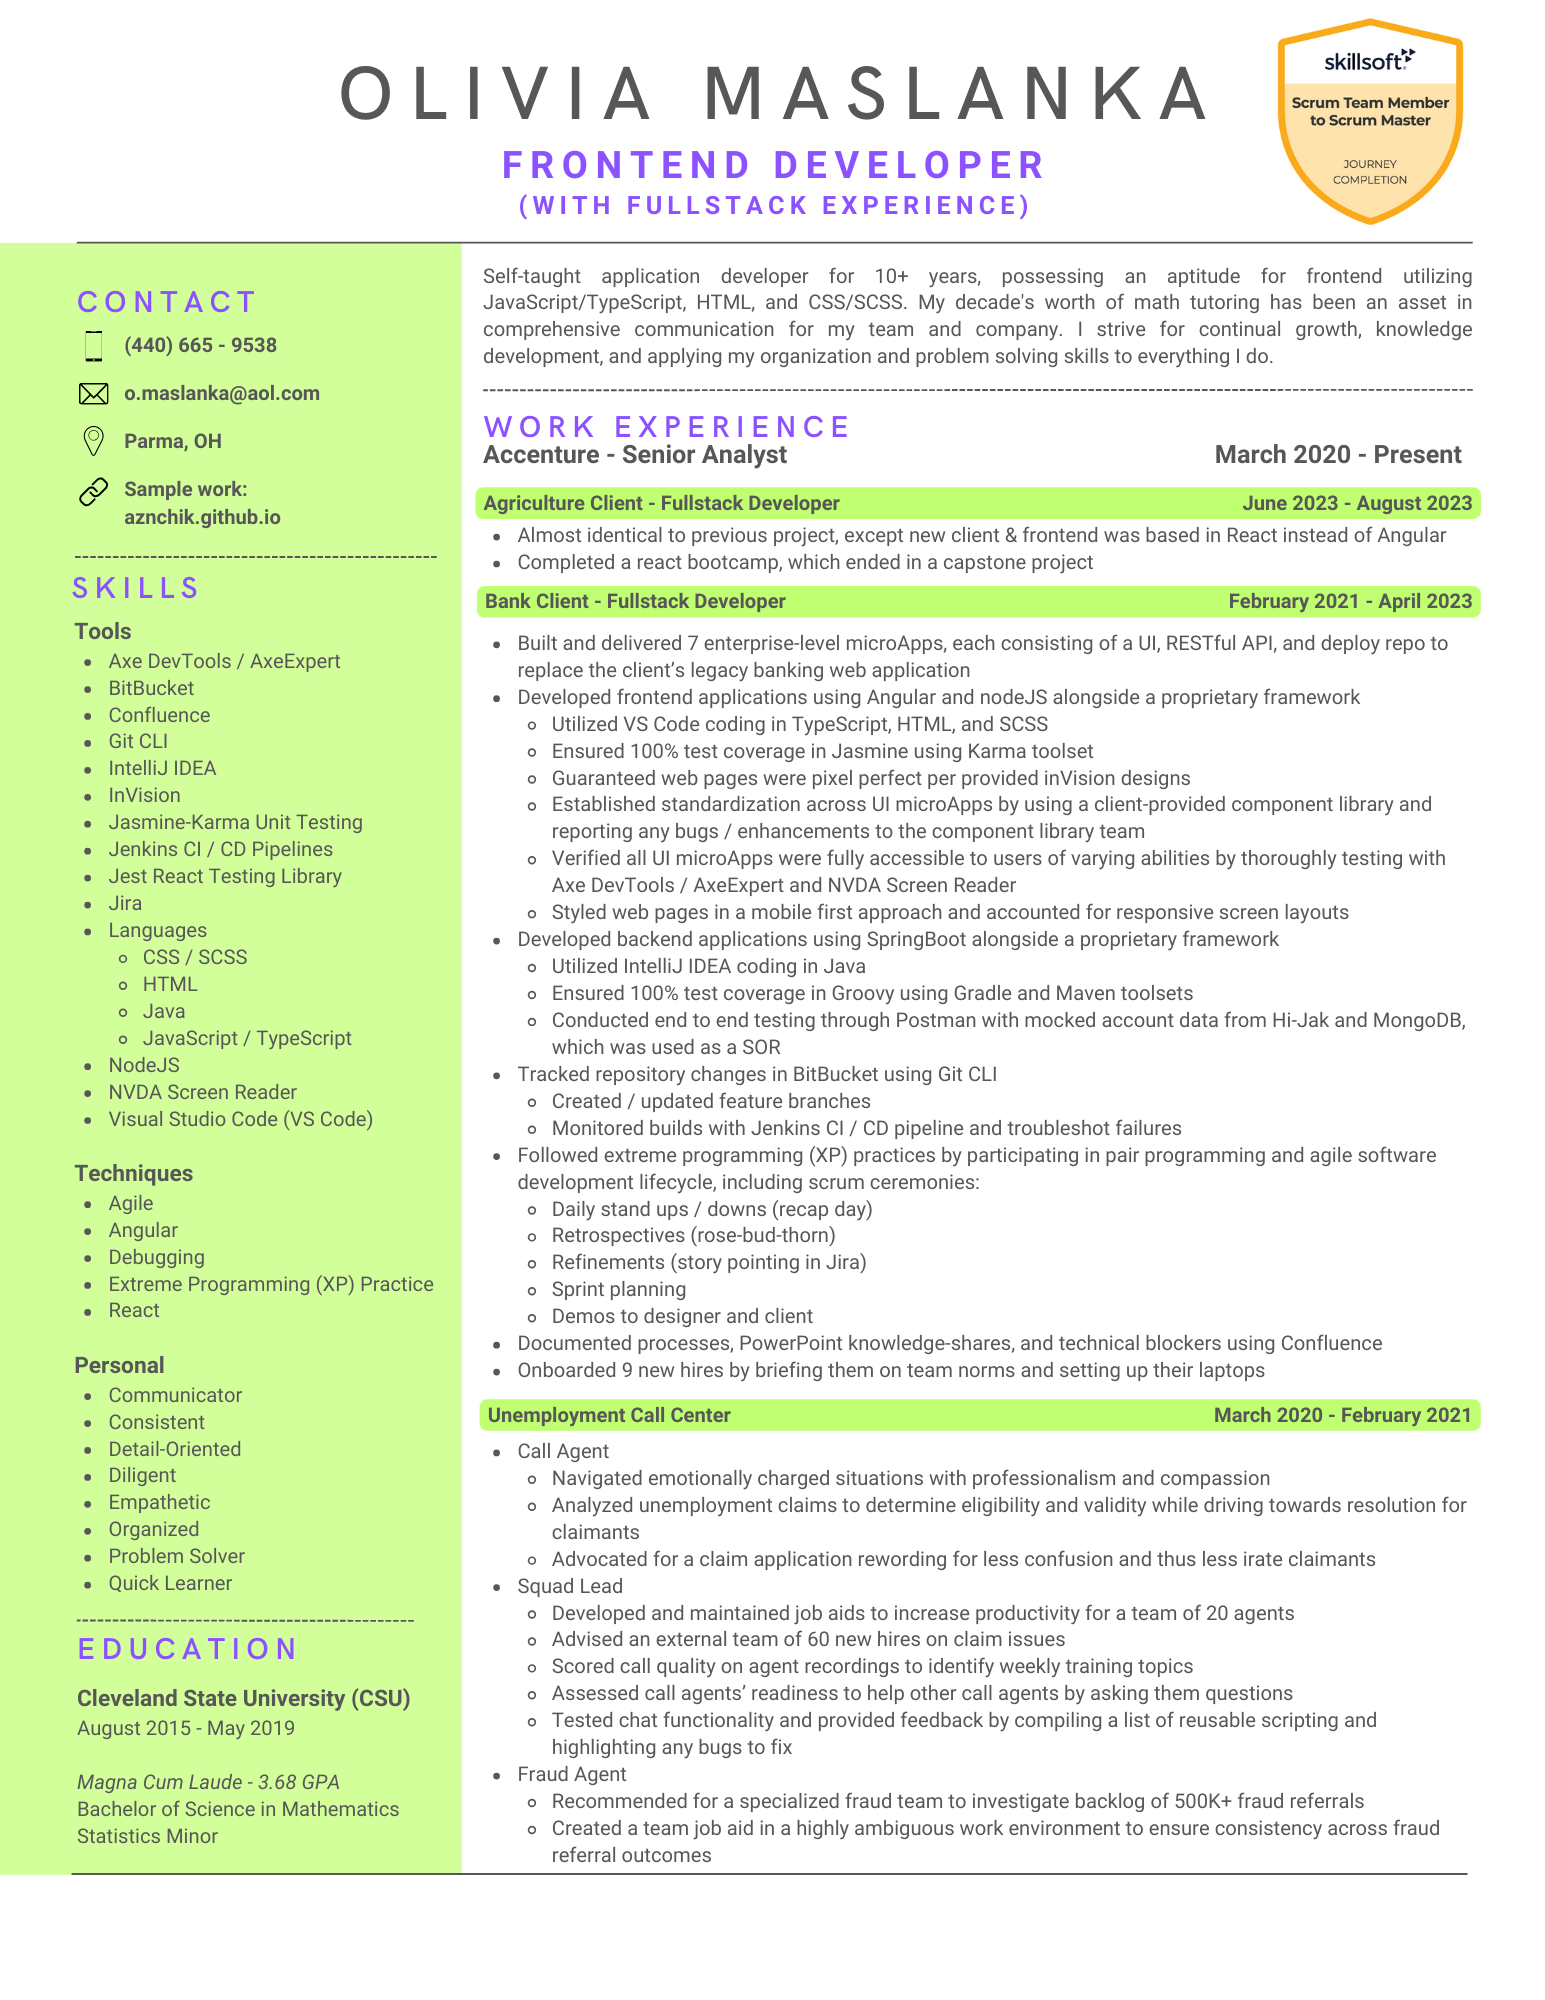 OLIVIA MASLANKA
FRONTEND DEVELOPER
(WITH FULLSTACK EXPERIENCE)
skillsoft
Scrum Team Member
to Scrum Master
JOURNEY
COMPLETION
CONTACT
(440) 665 - 9538
o.maslanka@aol.com
Parma, OH
Sample work:
aznchik.github.io
SKILLS
Tools
• Axe DevTools / AxeExpert
• BitBucket
• Confluence
• Git CLI
• IntelliJ IDEA
• InVision
• Jasmine-Karma Unit Testing
• Jenkins CI / CD Pipelines
• Jest React Testing Library
• Jira
• Languages
◦ CSS / SCSS
◦ HTML
◦ Java
◦ JavaScript / TypeScript
• NodeJS
• NVDA Screen Reader
• Visual Studio Code (VS Code)
Techniques
• Agile
• Angular
• Debugging
• Extreme Programming (XP) Practice
• React
Personal
• Communicator
• Consistent
• Detail-Oriented
• Diligent
• Empathetic
• Organized
• Problem Solver
• Quick Learner
EDUCATION
Cleveland State University (CSU)
August 2015 - May 2019
Magna Cum Laude - 3.68 GPA
Bachelor of Science in Mathematics
Statistics Minor
Self-taught application developer for 10+ years, possessing an aptitude for frontend utilizing
JavaScript/TypeScript, HTML, and CSS/SCSS. My decade's worth of math tutoring has been an asset in
comprehensive communication for my team and company. I strive for continual growth, knowledge
development, and applying my organization and problem solving skills to everything I do.
WORK EXPERIENCE
Accenture - Senior Analyst March 2020 - Present
Agriculture Client - Fullstack Developer June 2023 - August 2023
• Almost identical to previous project, except new client & frontend was based in React instead of Angular
• Completed a react bootcamp, which ended in a capstone project
Bank Client - Fullstack Developer February 2021 - April 2023
• Built and delivered 7 enterprise-level microApps, each consisting of a UI, RESTful API, and deploy repo to
replace the client’s legacy banking web application
• Developed frontend applications using Angular and nodeJS alongside a proprietary framework
◦ Utilized VS Code coding in TypeScript, HTML, and SCSS
◦ Ensured 100% test coverage in Jasmine using Karma toolset
◦ Guaranteed web pages were pixel perfect per provided inVision designs
◦ Established standardization across UI microApps by using a client-provided component library and
reporting any bugs / enhancements to the component library team
◦ Verified all UI microApps were fully accessible to users of varying abilities by thoroughly testing with
Axe DevTools / AxeExpert and NVDA Screen Reader
◦ Styled web pages in a mobile first approach and accounted for responsive screen layouts
• Developed backend applications using SpringBoot alongside a proprietary framework
◦ Utilized IntelliJ IDEA coding in Java
◦ Ensured 100% test coverage in Groovy using Gradle and Maven toolsets
◦ Conducted end to end testing through Postman with mocked account data from Hi-Jak and MongoDB,
which was used as a SOR
• Tracked repository changes in BitBucket using Git CLI
◦ Created / updated feature branches
◦ Monitored builds with Jenkins CI / CD pipeline and troubleshot failures
• Followed extreme programming (XP) practices by participating in pair programming and agile software
development lifecycle, including scrum ceremonies:
◦ Daily stand ups / downs (recap day)
◦ Retrospectives (rose-bud-thorn)
◦ Refinements (story pointing in Jira)
◦ Sprint planning
◦ Demos to designer and client
• Documented processes, PowerPoint knowledge-shares, and technical blockers using Confluence
• Onboarded 9 new hires by briefing them on team norms and setting up their laptops
Unemployment Call Center March 2020 - February 2021
• Call Agent
◦ Navigated emotionally charged situations with professionalism and compassion
◦ Analyzed unemployment claims to determine eligibility and validity while driving towards resolution for
claimants
◦ Advocated for a claim application rewording for less confusion and thus less irate claimants
• Squad Lead
◦ Developed and maintained job aids to increase productivity for a team of 20 agents
◦ Advised an external team of 60 new hires on claim issues
◦ Scored call quality on agent recordings to identify weekly training topics
◦ Assessed call agents’ readiness to help other call agents by asking them questions
◦ Tested chat functionality and provided feedback by compiling a list of reusable scripting and
highlighting any bugs to fix
• Fraud Agent
◦ Recommended for a specialized fraud team to investigate backlog of 500K+ fraud referrals
◦ Created a team job aid in a highly ambiguous work environment to ensure consistency across fraud
referral outcomes